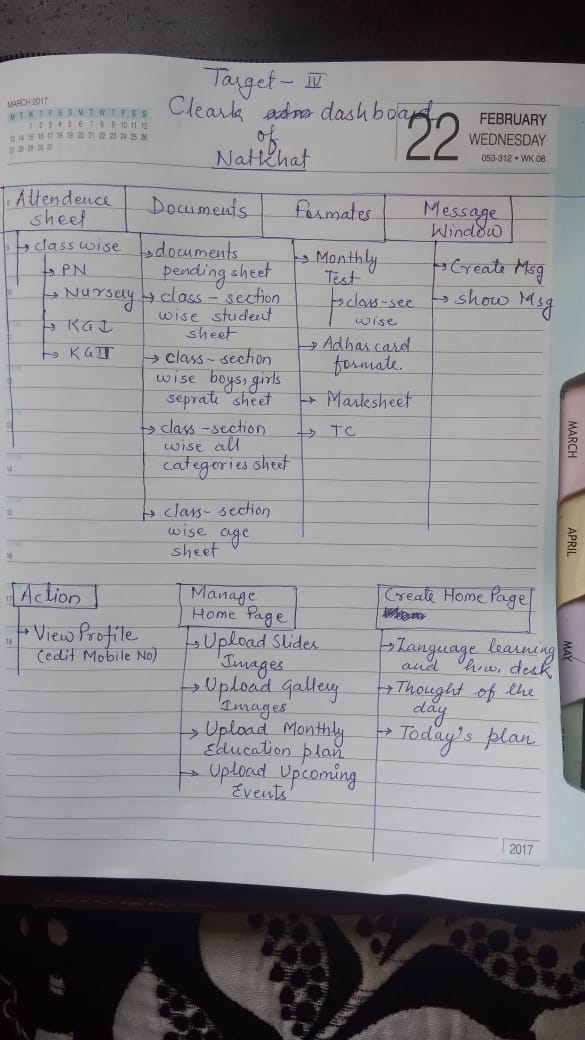 Target - IV
MARCH 2017
M T W T F S S M T W T F S S
1 2 3 4 5 6 7 8 9 10 11 12
13 14 15 16 17 18 19 20 21 22 23 24 25 26
27 28 29 30 31
Cleark dashboard
of
Natkhat
22 FEBRUARY
WEDNESDAY
053-312 • WK 08
Attendence
sheet
Documents
Formates
Message
Window
→ class wise
→ PN
→ Nursery
→ KG I
→ KG II
→ documents
pending sheet
→ class - section
wise student
sheet
→ class - section
wise boys, girls
seprate sheet
→ class - section
wise all
categories sheet
→ class - section
wise age
sheet
→ Monthly
Test
→ class-sec
wise
→ Adhar card
formate.
→ Marksheet
→ TC
→ Create Msg
→ show Msg
Action
→ View Profile
(edit Mobile No)
Manage
Home Page
→ Upload Slider
Images
→ Upload Gallery
Images
→ Upload Monthly
Education plan
→ Upload Upcoming
Events
Create Home Page
→ Language learning
and h.w. desk
→ Thought of the
day
→ Today's plan
MARCH
APRIL
MAY
2017